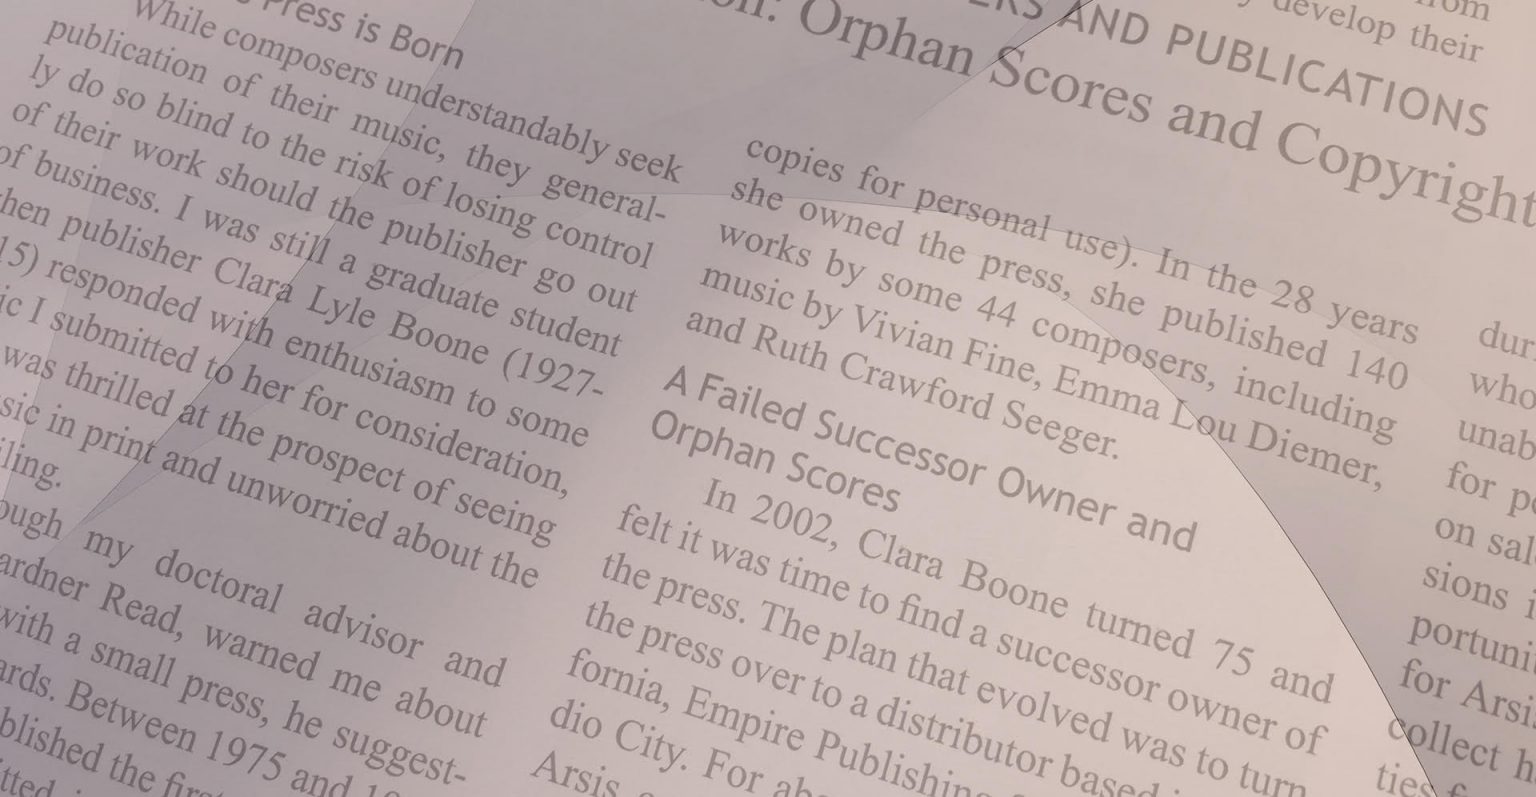 AND PUBLICATIONS
Orphan Scores and Copyright
Press is Born
While composers understandably seek
publication of their music, they general-
ly do so blind to the risk of losing control
of their work should the publisher go out
of business. I was still a graduate student
when publisher Clara Lyle Boone (1927-
15) responded with enthusiasm to some
I submitted to her for consideration,
was thrilled at the prospect of seeing
in print and unworried about the
my doctoral advisor and
Read, warned me about
with a small press, he suggest-
Between 1975 and
the
copies for personal use). In the 28 years
she owned the press, she published 140
works by some 44 composers, including
music by Vivian Fine, Emma Lou Diemer,
and Ruth Crawford Seeger.
A Failed Successor Owner and
Orphan Scores
In 2002, Clara Boone turned 75 and
felt it was time to find a successor owner of
the press. The plan that evolved was to turn
the press over to a distributor based
fornia, Empire Publishing
dio City. For
Arsis
develop their
for
on
for
collect